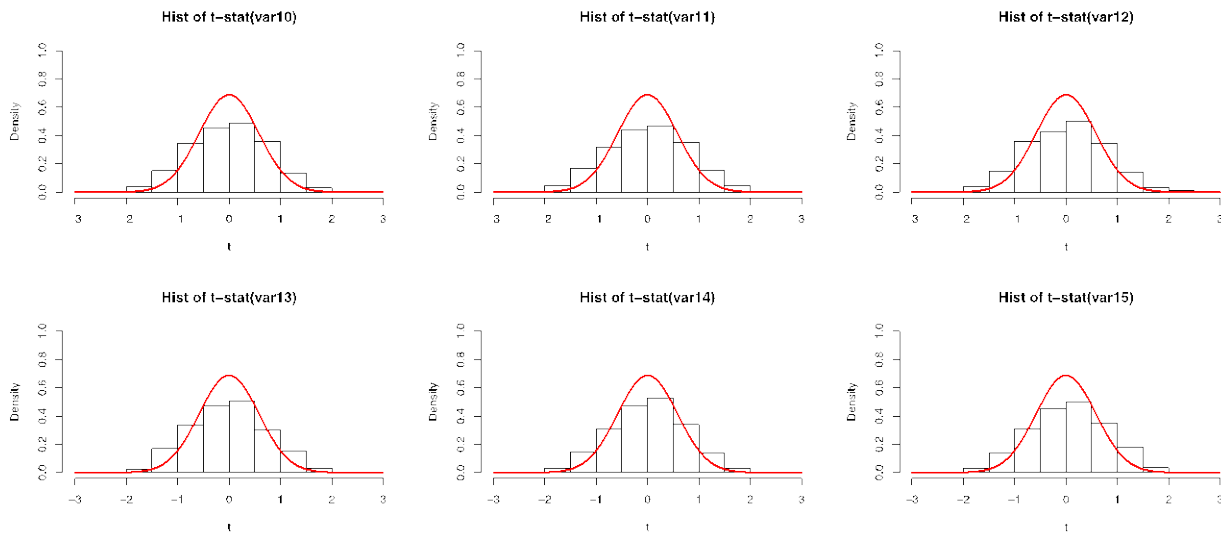 Hist of t-stat(var10)
Density
0.0 0.2 0.4 0.6 0.8 1.0
3 2 1 0 1 2 3
t
Hist of t-stat(var11)
Density
0.0 0.2 0.4 0.6 0.8 1.0
3 2 1 0 1 2 3
t
Hist of t-stat(var12)
Density
0.0 0.2 0.4 0.6 0.8 1.0
3 2 1 0 1 2 3
t
Hist of t-stat(var13)
Density
0.0 0.2 0.4 0.6 0.8 1.0
-3 -2 -1 0 1 2 3
t
Hist of t-stat(var14)
Density
0.0 0.2 0.4 0.6 0.8 1.0
-3 -2 -1 0 1 2 3
t
Hist of t-stat(var15)
Density
0.0 0.2 0.4 0.6 0.8 1.0
-3 -2 -1 0 1 2 3
t